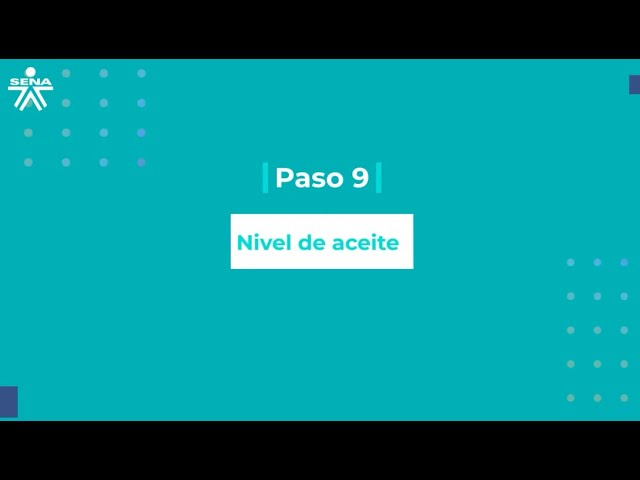 SENA
Paso 9
Nivel de aceite